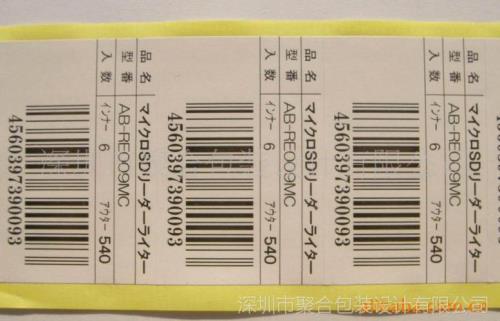 品名 マイクロSDリーダーライター
型番 AB-RE009MC
入数 インナー 6 アウター 540
4560397390093
品名 マイクロSDリーダーライター
型番 AB-RE009MC
入数 インナー 6 アウター 540
4560397390093
品名 マイクロSDリーダーライター
型番 AB-RE009MC
入数 インナー 6 アウター 540
4560397390093
深圳市聚合包装设计有限公司